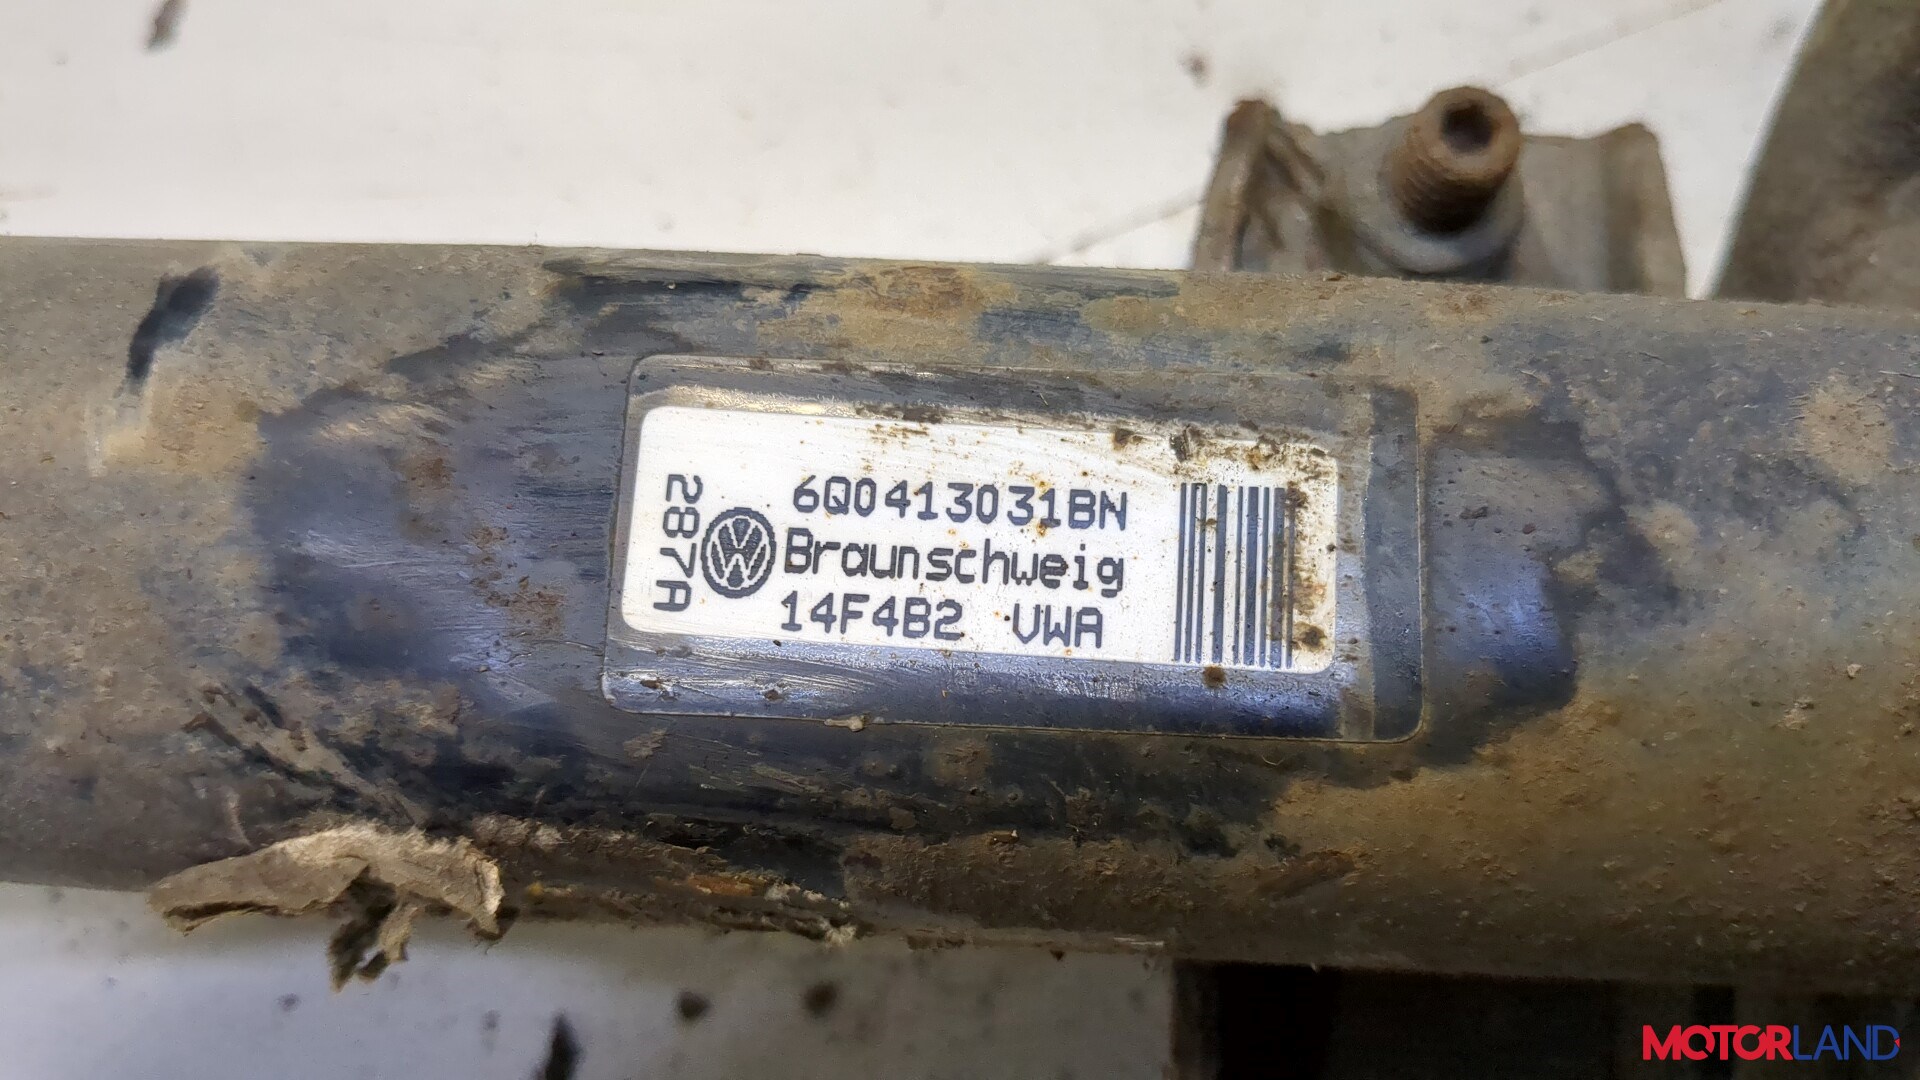 6Q0413031BN
Braunschweig
14F4B2 VWA
287A
MOTORLAND